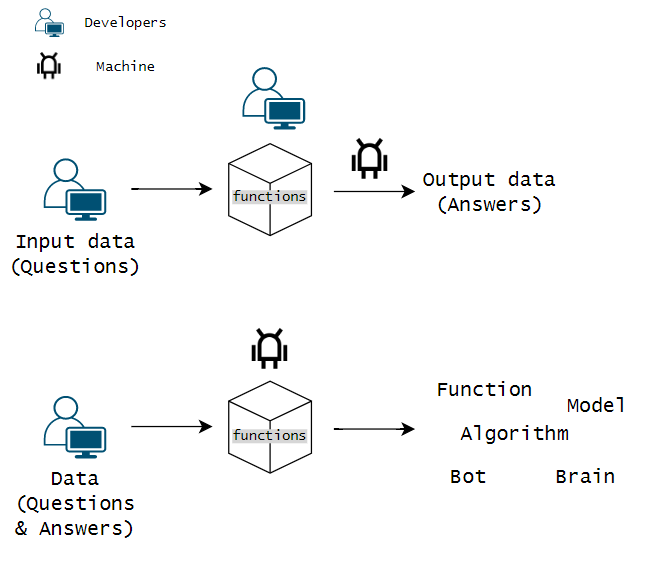 Developers
Machine
functions
Output data
(Answers)
Input data
(Questions)
functions
Function
Model
Algorithm
Bot
Brain
Data
(Questions
& Answers)